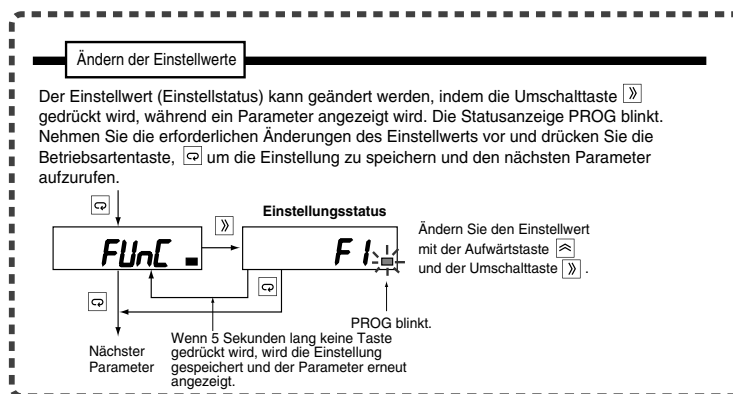 Ändern der Einstellwerte
Der Einstellwert (Einstellstatus) kann geändert werden, indem die Umschalttaste
gedrückt wird, während ein Parameter angezeigt wird. Die Statusanzeige PROG blinkt.
Nehmen Sie die erforderlichen Änderungen des Einstellwerts vor und drücken Sie die
Betriebsartentaste, um die Einstellung zu speichern und den nächsten Parameter
aufzurufen.
Einstellungsstatus
FUnC
F1
Ändern Sie den Einstellwert
mit der Aufwärtstaste
und der Umschalttaste .
PROG blinkt.
Nächster
Parameter
Wenn 5 Sekunden lang keine Taste
gedrückt wird, wird die Einstellung
gespeichert und der Parameter erneut
angezeigt.